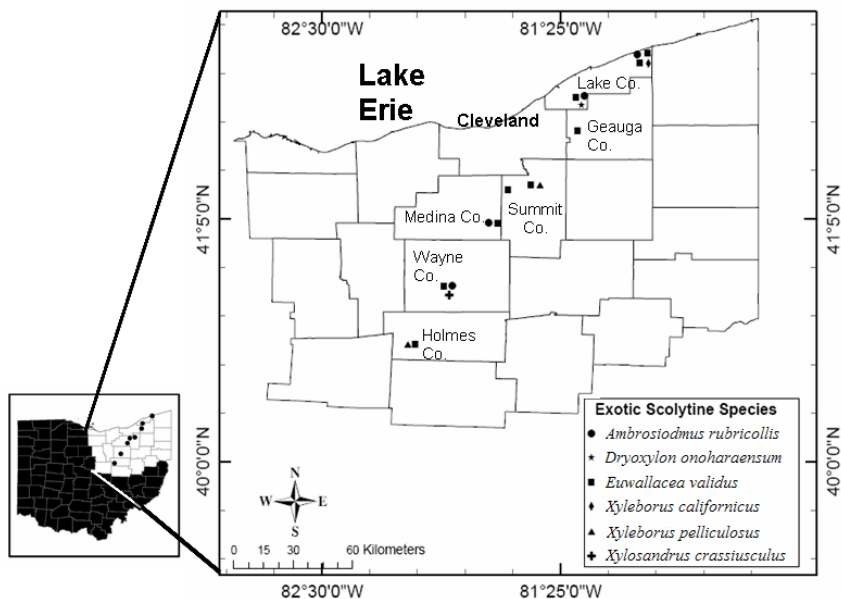 82°30'0"W 81°25'0"W
Lake
Erie
Cleveland
Lake Co.
Geauga
Co.
Medina Co.
Summit
Co.
Wayne
Co.
Holmes
Co.
41°5'0"N 41°5'0"N
40°0'0"N 40°0'0"N
Exotic Scolytine Species
Ambrosiodmus rubricollis
Dryoxylon onoharaensum
Euwallacea validus
Xyleborus californicus
Xyleborus pelliculosus
Xylosandrus crassiusculus
N
W E
S
0 15 30 60 Kilometers
82°30'0"W 81°25'0"W